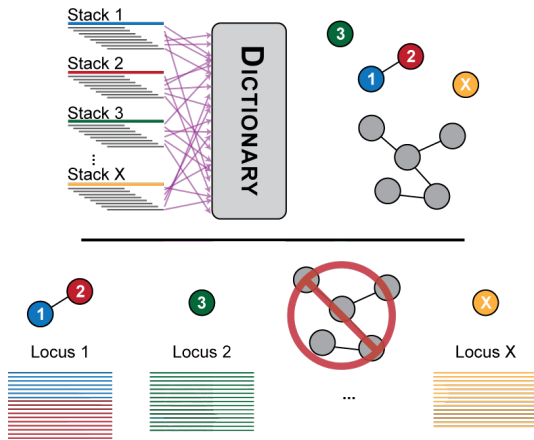 Stack 1
Stack 2
Stack 3
...
Stack X
DICTIONARY
3
2
1
X
1
2
3
X
Locus 1
Locus 2
Locus X
...